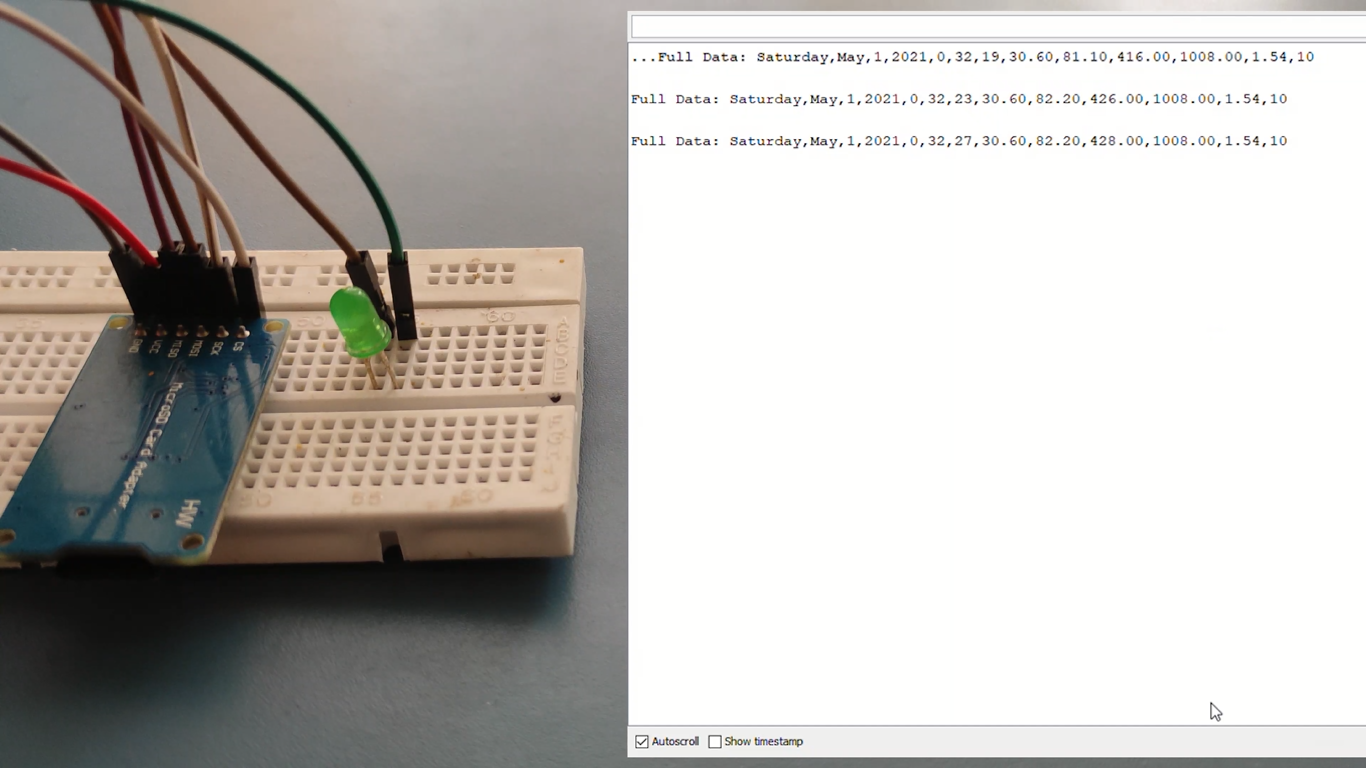 ...Full Data: Saturday,May,1,2021,0,32,19,30.60,81.10,416.00,1008.00,1.54,10
Full Data: Saturday,May,1,2021,0,32,23,30.60,82.20,426.00,1008.00,1.54,10
Full Data: Saturday,May,1,2021,0,32,27,30.60,82.20,428.00,1008.00,1.54,10
Autoscroll
Show timestamp
GND
VCC
MISO
MOSI
SCK
CS
MicroSD Card Adapter
HW
60